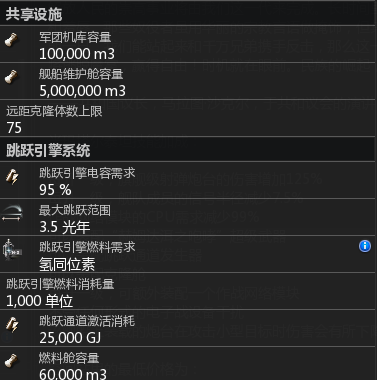 共享设施
军团机库容量
100,000 m3
舰船维护舱容量
5,000,000 m3
远距克隆体数上限
75
跳跃引擎系统
跳跃引擎电容需求
95 %
最大跳跃范围
3.5 光年
跳跃引擎燃料需求
氢同位素
跳跃引擎燃料消耗量
1,000 单位
跳跃通道激活消耗
25,000 GJ
燃料舱容量
60,000 m3